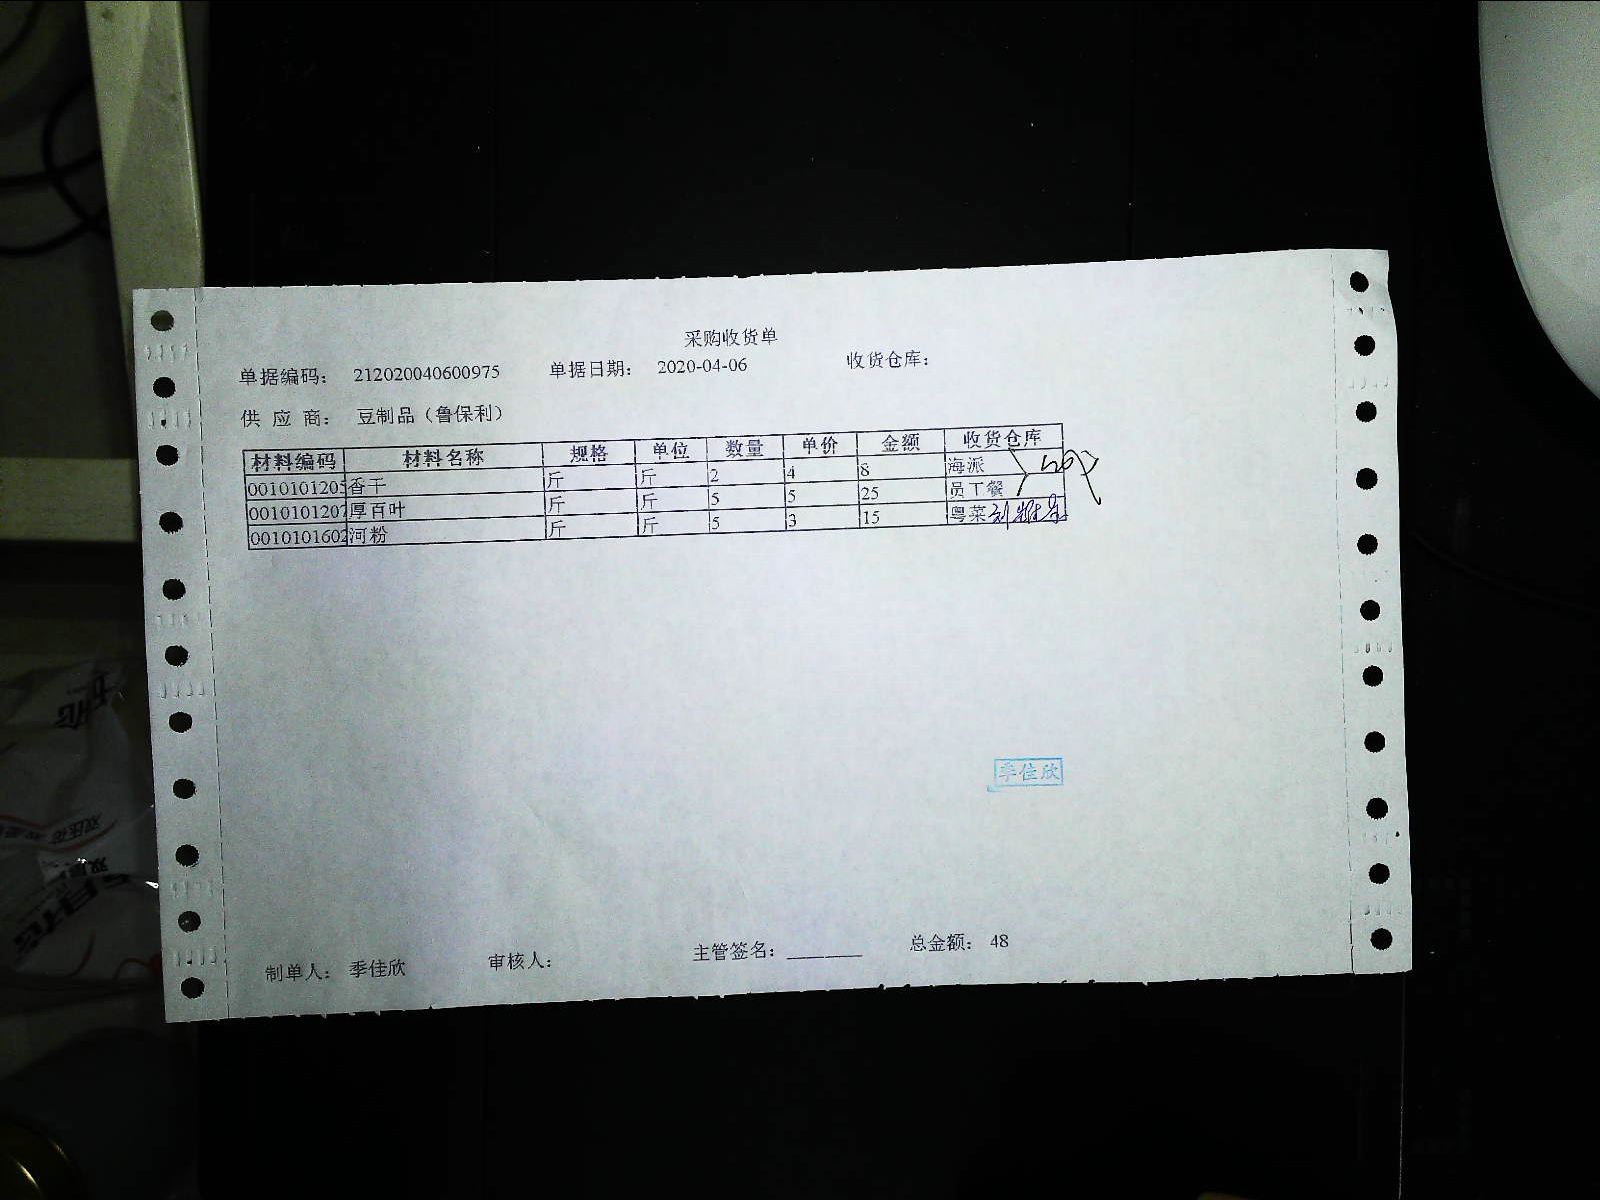 采购收货单
单据编码: 212020040600975 单据日期: 2020-04-06 收货仓库:
供 应 商: 豆制品（鲁保利）
材料编码 材料名称 规格 单位 数量 单价 金额 收货仓库
0010101205 香干 斤 斤 2 4 8 海派
0010101207 厚百叶 斤 斤 5 5 25 员工餐
0010101602 河粉 斤 斤 5 3 15 粤菜
季佳欣
制单人: 季佳欣 审核人: 主管签名: 总金额: 48